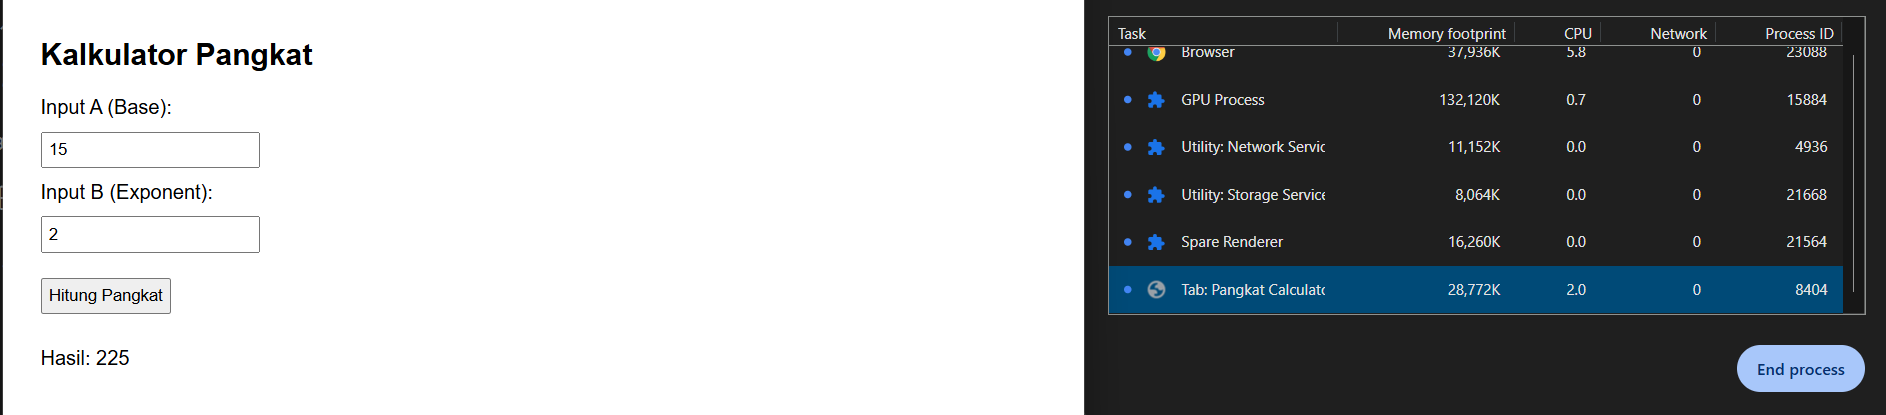 Kalkulator Pangkat
Input A (Base):
15
Input B (Exponent):
2
Hitung Pangkat
Hasil: 225
Task Memory footprint CPU Network Process ID
Browser 37,936K 5.8 0 23088
GPU Process 132,120K 0.7 0 15884
Utility: Network Servic 11,152K 0.0 0 4936
Utility: Storage Service 8,064K 0.0 0 21668
Spare Renderer 16,260K 0.0 0 21564
Tab: Pangkat Calculato 28,772K 2.0 0 8404
End process